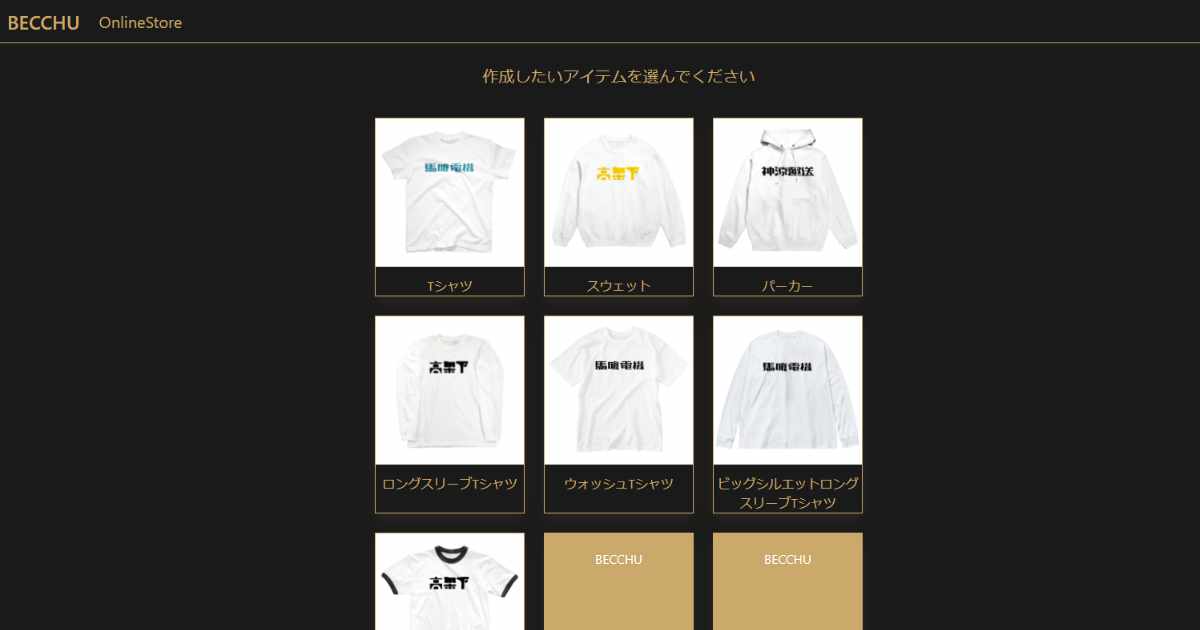 BECCHU OnlineStore
作成したいアイテムを選んでください
馬喰電機
高架下
Tシャツ
スウェット
パーカー
高架下
馬喰電機
馬喰電機
ロングスリーブTシャツ
ウォッシュTシャツ
ビッグシルエットロング
スリーブTシャツ
高架下
BECCHU
BECCHU